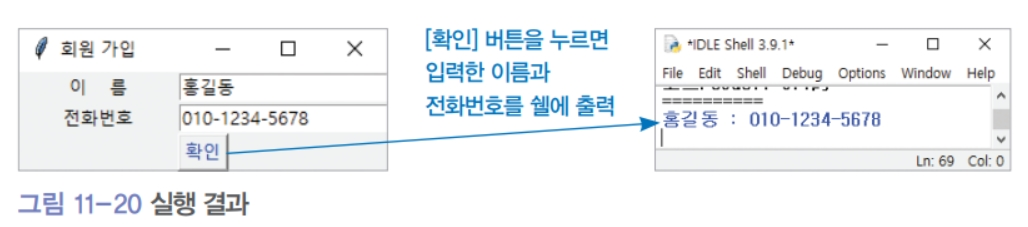 회원 가입
이 름
홍길동
전화번호
010-1234-5678
확인
[확인] 버튼을 누르면
입력한 이름과
전화번호를 쉘에 출력
*IDLE Shell 3.9.1*
File Edit Shell Debug Options Window Help
==========
홍길동 : 010-1234-5678
Ln: 69 Col: 0
그림 11-20 실행 결과